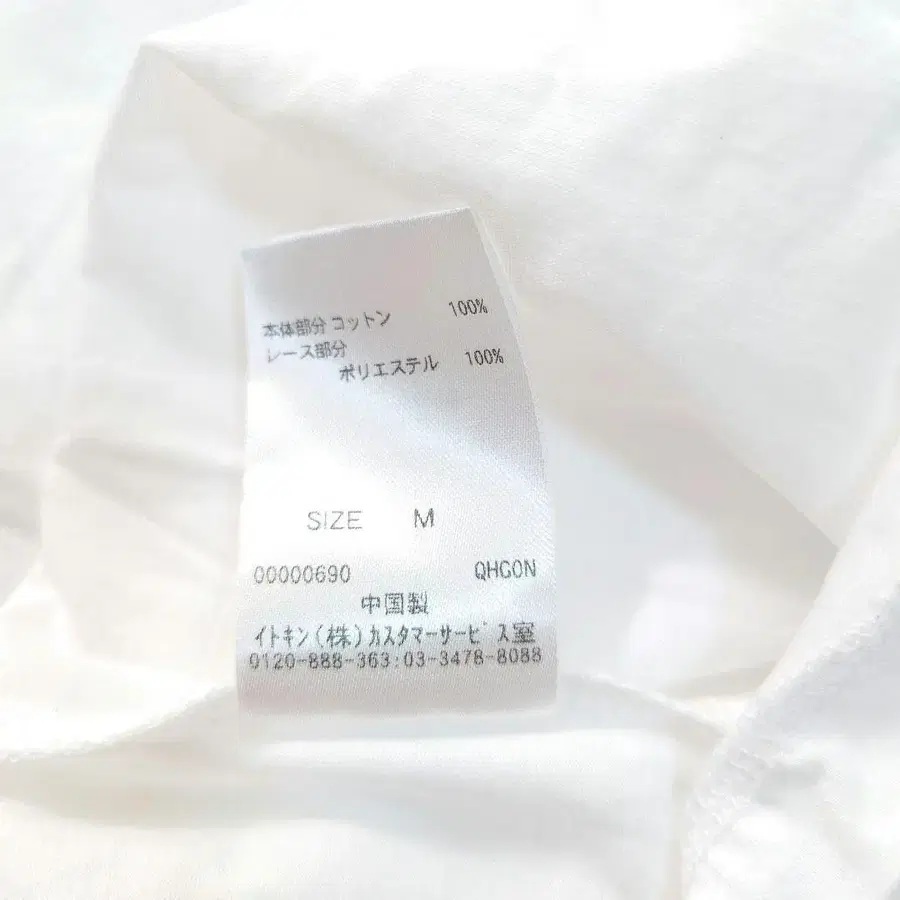 本体部分 コットン 100%
レース部分
ポリエステル 100%
SIZE M
00000690 QHGON
中国製
イトキン(株)カスタマーサービス室
0120-888-363:03-3478-8088